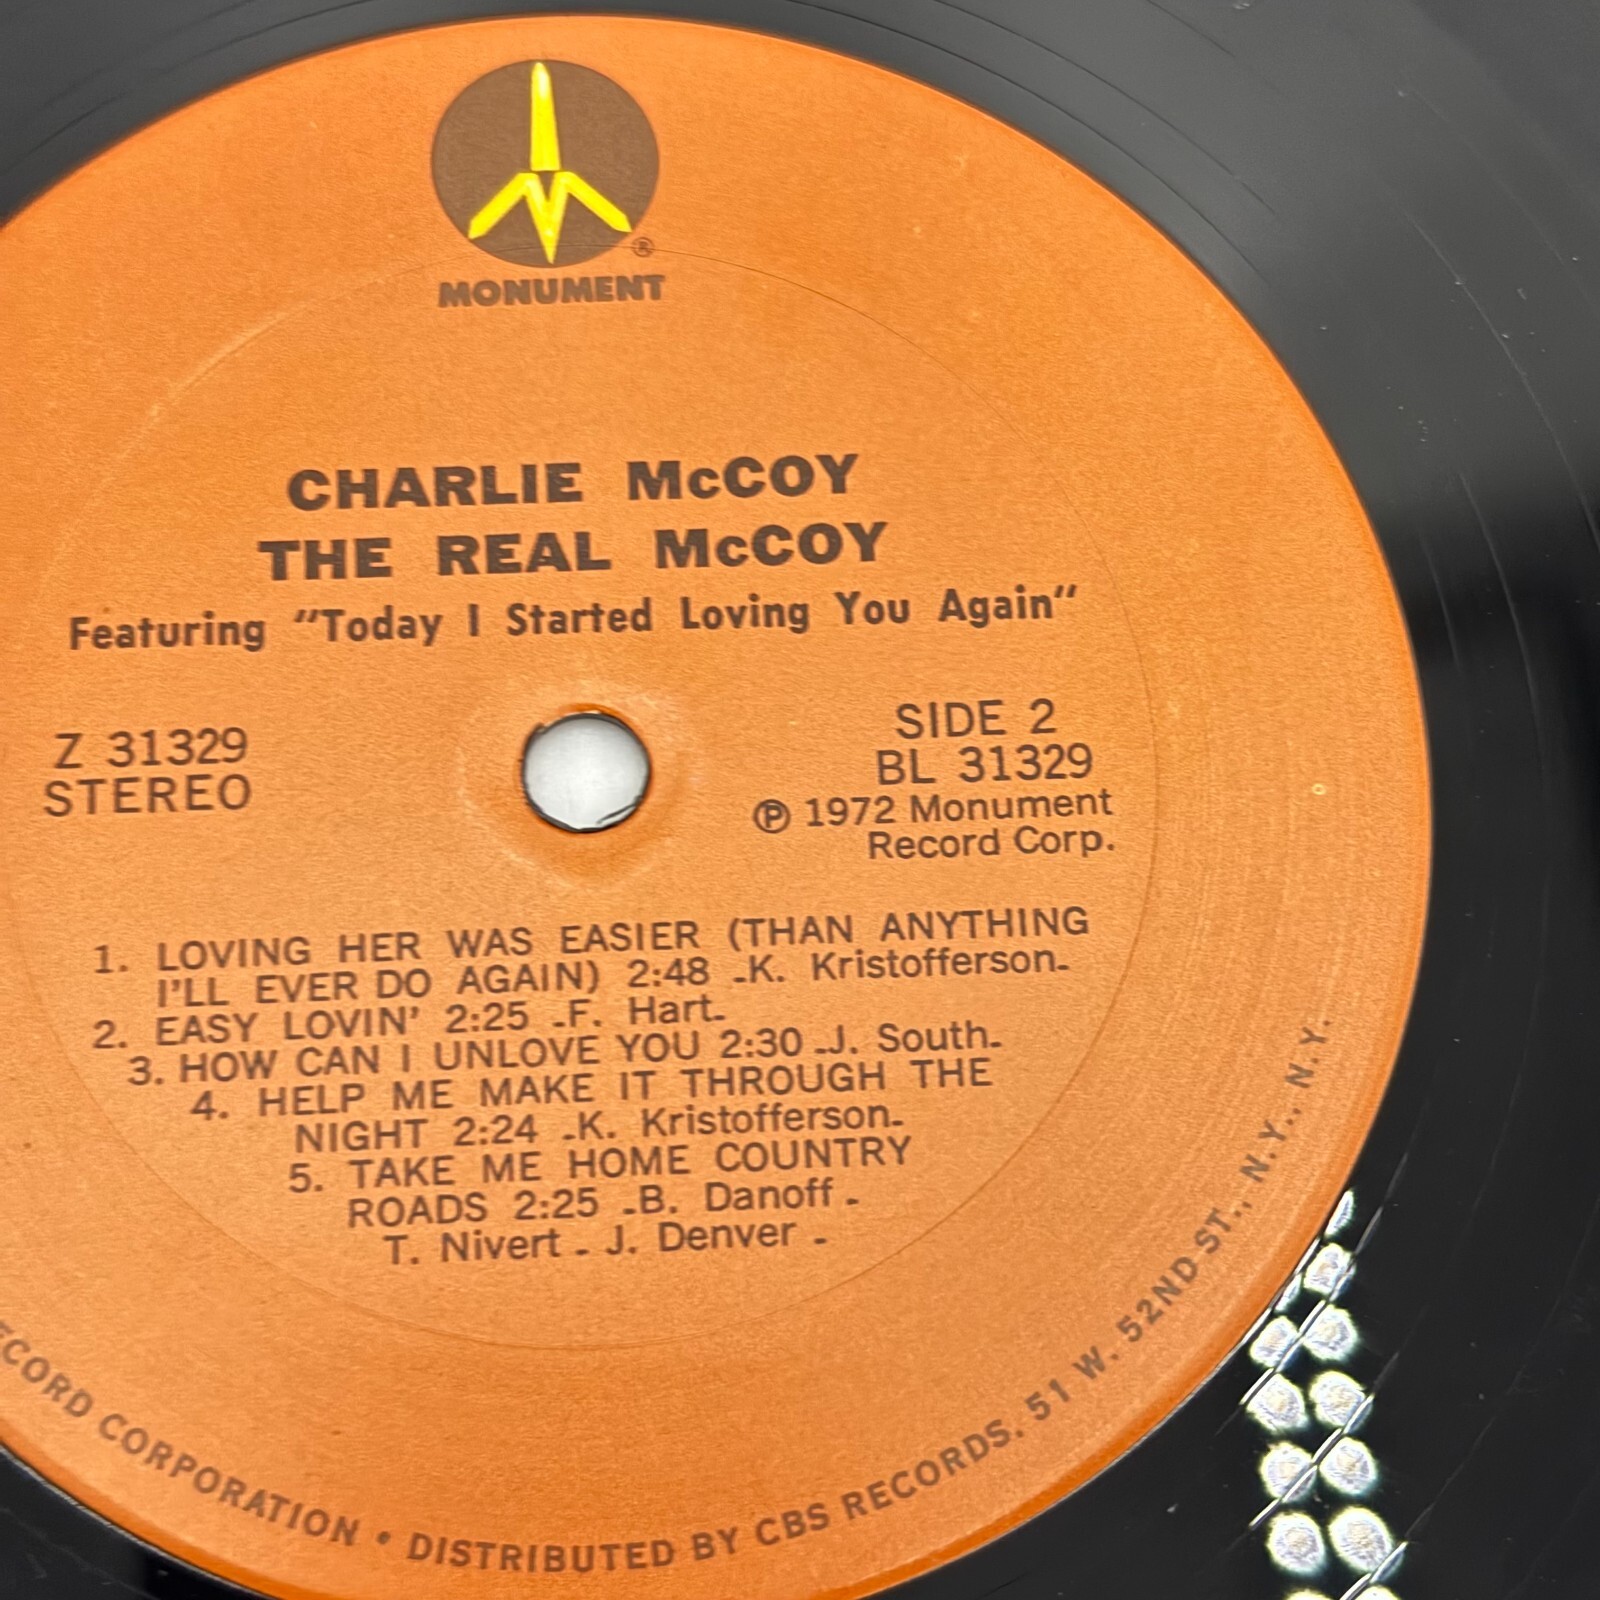 ®
MONUMENT
CHARLIE McCOY
THE REAL McCOY
Featuring "Today I Started Loving You Again"
Z 31329
STEREO
SIDE 2
BL 31329
Ⓟ 1972 Monument
Record Corp.
1. LOVING HER WAS EASIER (THAN ANYTHING
I'LL EVER DO AGAIN) 2:48 -K. Kristofferson-
2. EASY LOVIN' 2:25 -F. Hart-
3. HOW CAN I UNLOVE YOU 2:30 -J. South-
4. HELP ME MAKE IT THROUGH THE
NIGHT 2:24 -K. Kristofferson-
5. TAKE ME HOME COUNTRY
ROADS 2:25 -B. Danoff -
T. Nivert - J. Denver -
CORPORATION • DISTRIBUTED BY CBS RECORDS, 51 W. 52ND ST., N.Y., N.Y.